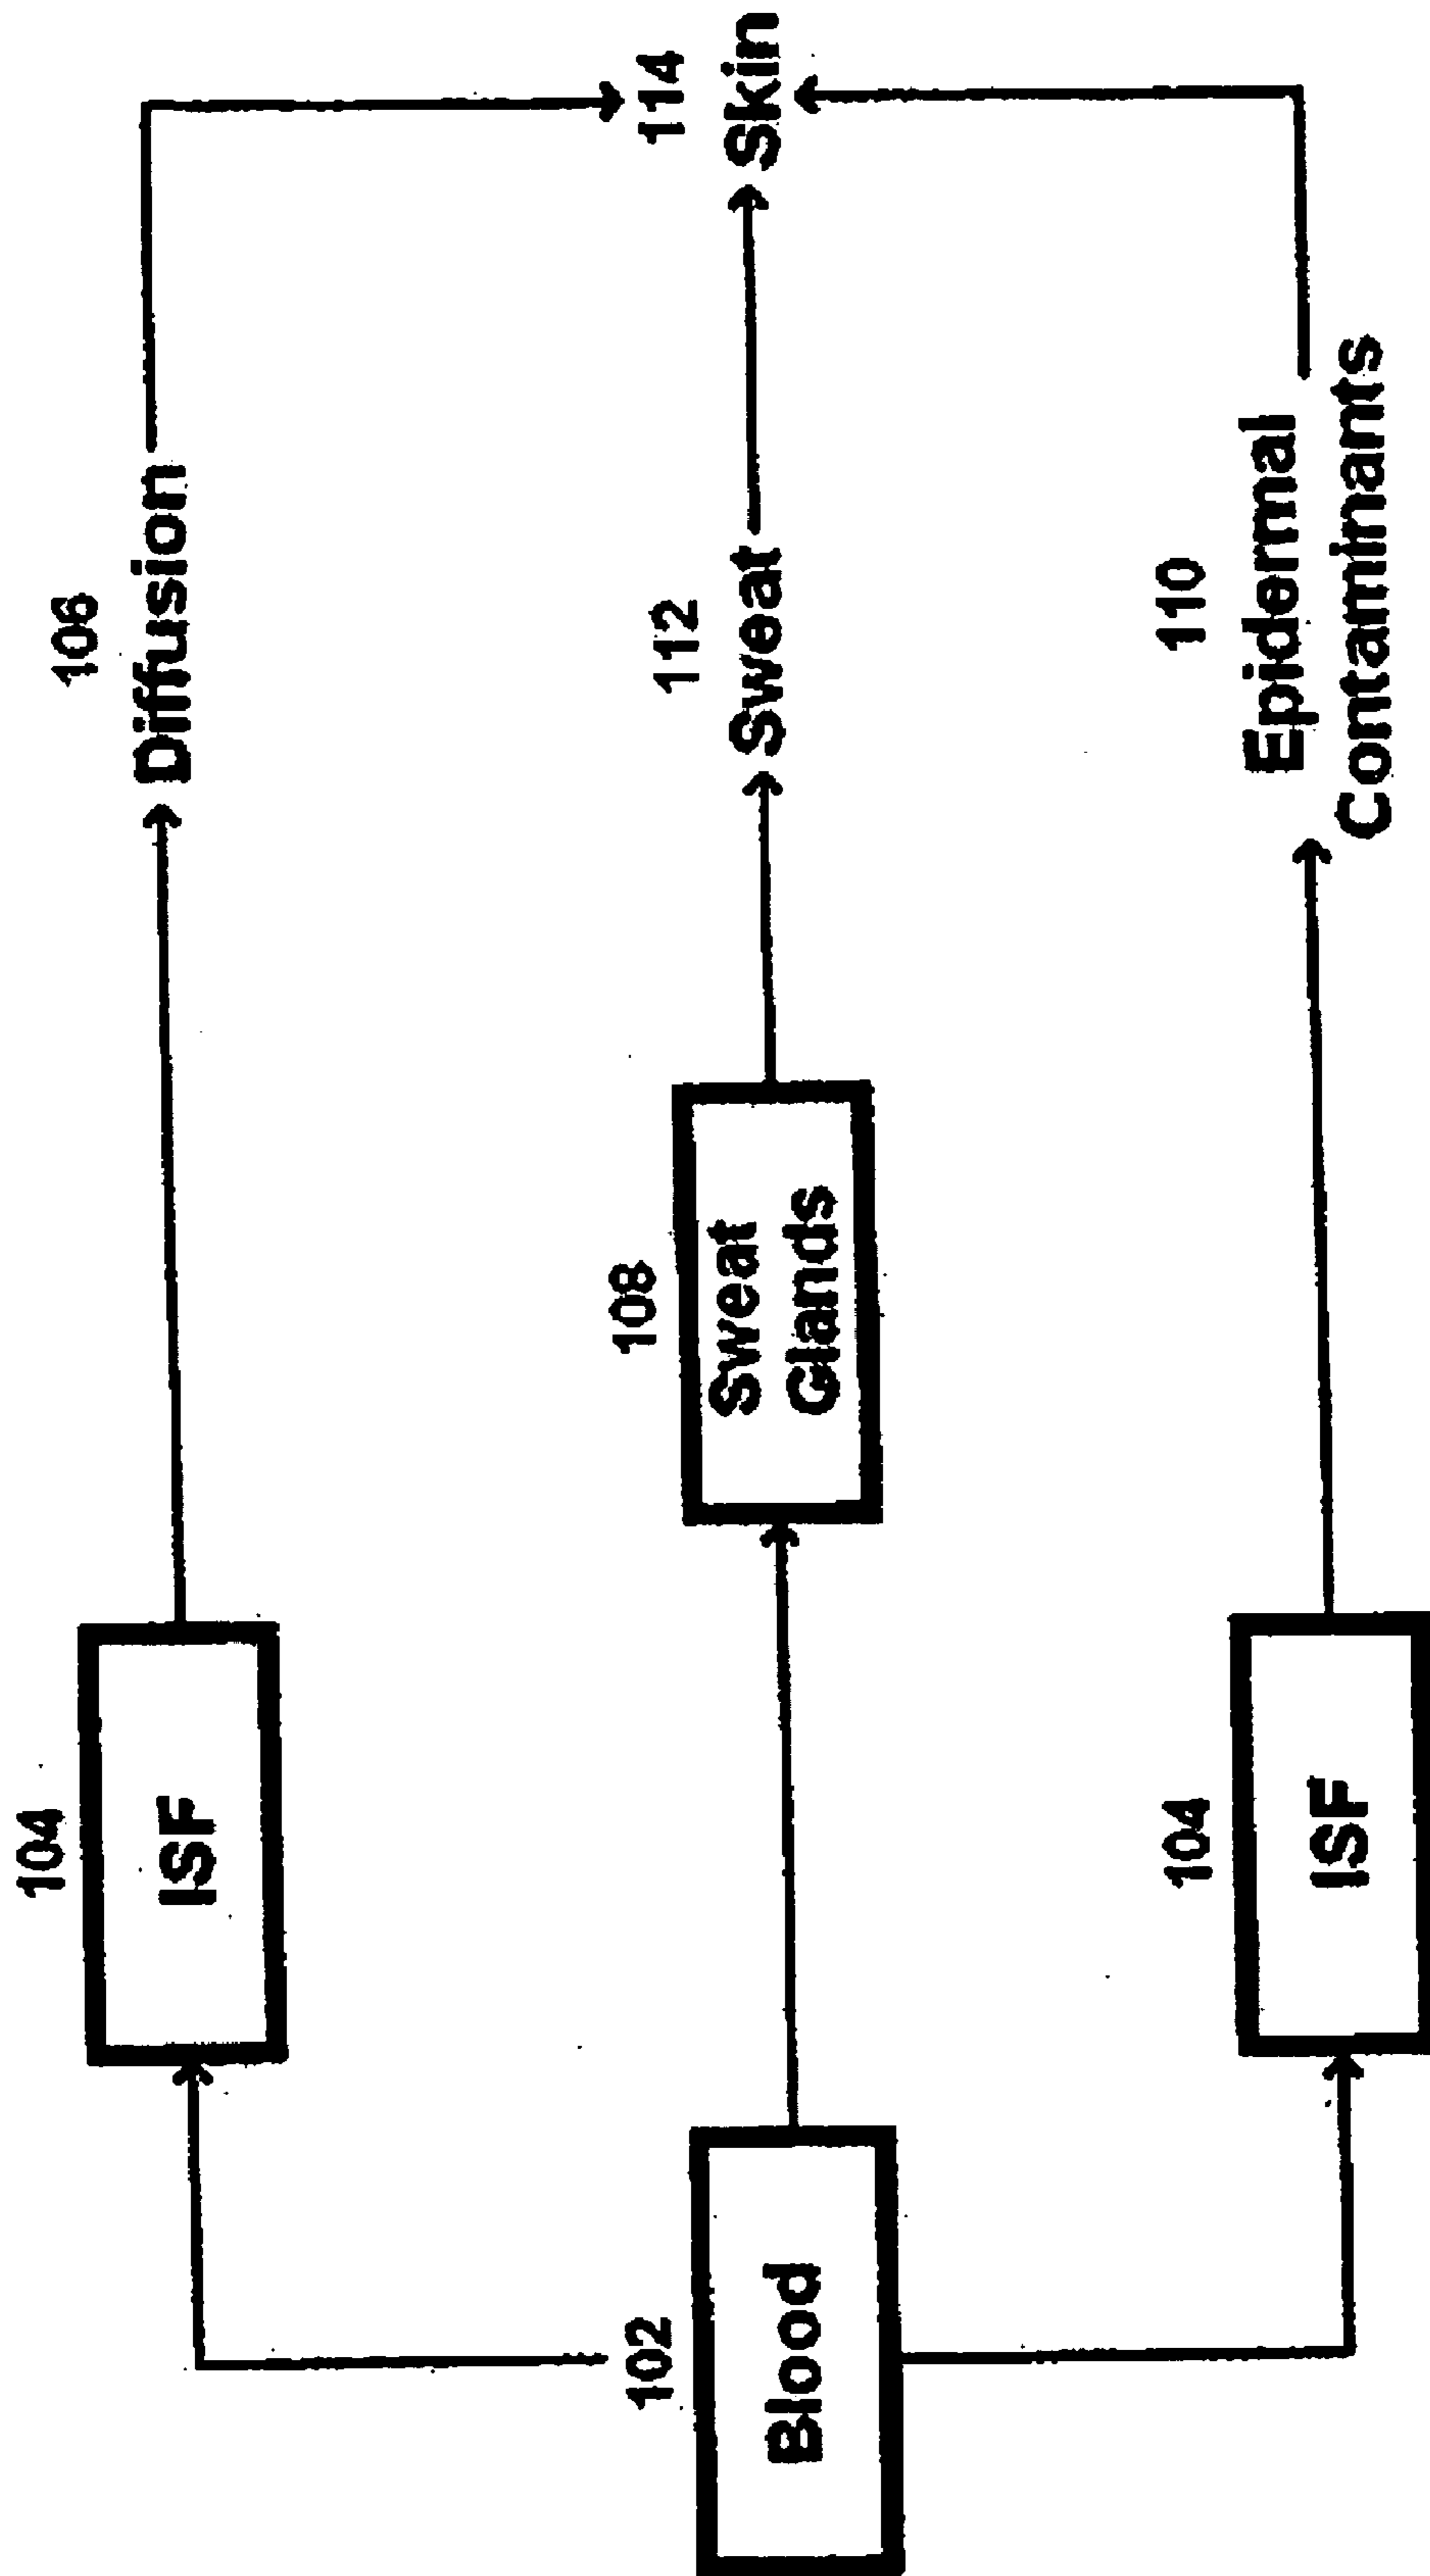 102
Blood
104
ISF
106
Diffusion
108
Sweat
Glands
112
Sweat
114
Skin
104
ISF
110
Epidermal
Contaminants